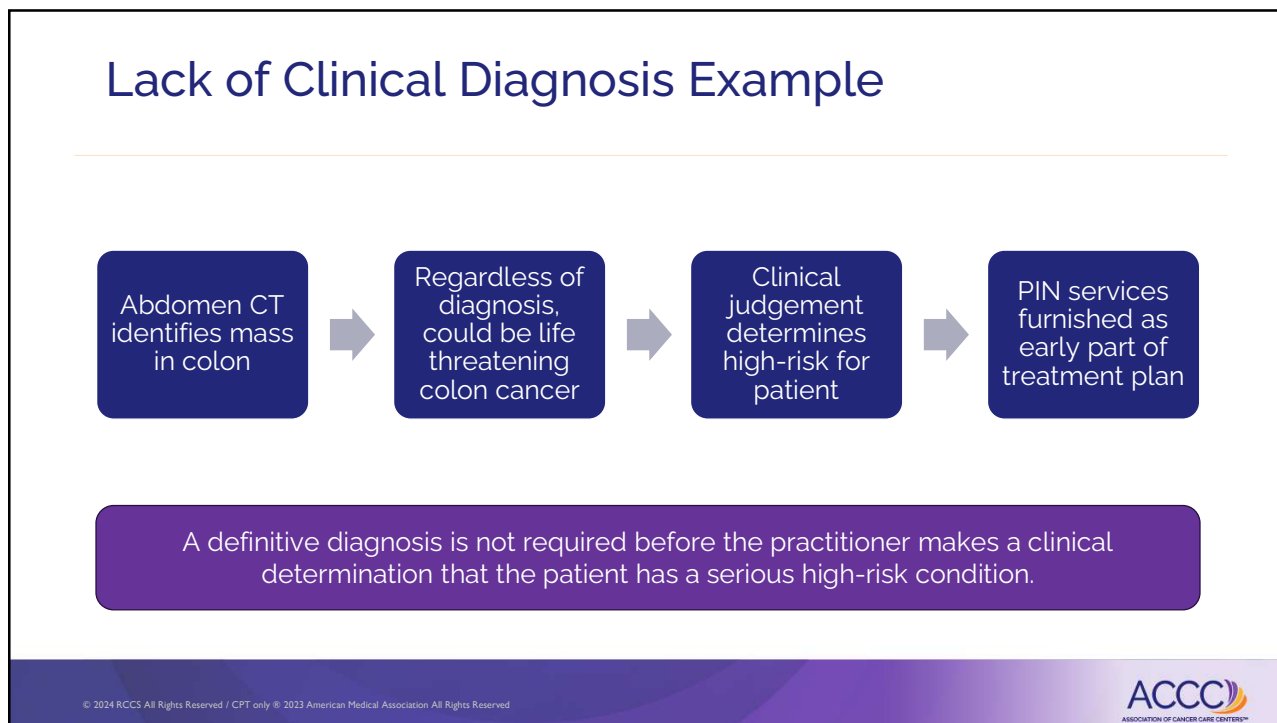 Lack of Clinical Diagnosis Example
Abdomen CT
identifies mass
in colon
Regardless of
diagnosis,
could be life
threatening
colon cancer
Clinical
judgement
determines
high-risk for
patient
PIN services
furnished as
early part of
treatment plan
A definitive diagnosis is not required before the practitioner makes a clinical
determination that the patient has a serious high-risk condition.
© 2024 RCCS All Rights Reserved / CPT only ® 2023 American Medical Association All Rights Reserved
ACCC
ASSOCIATION OF CANCER CARE CENTERS™